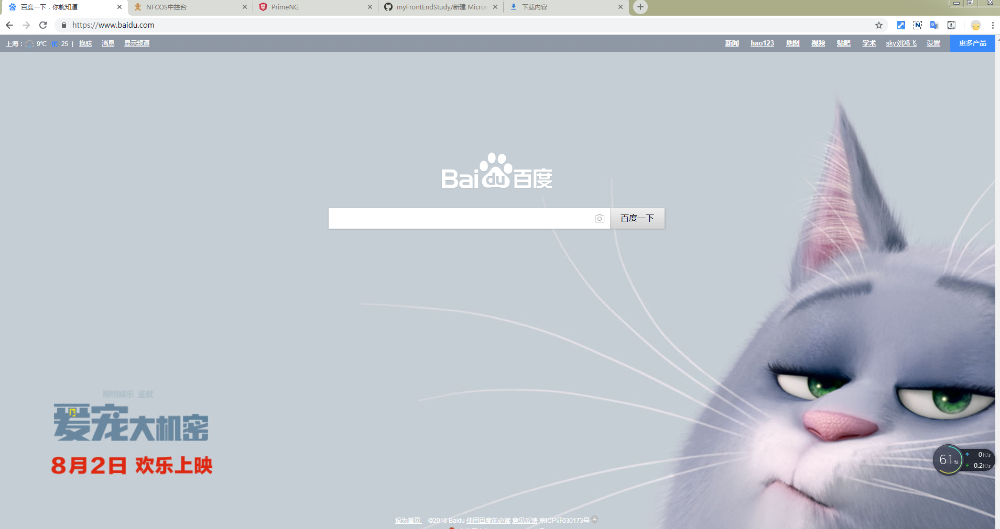 百度一下，你就知道
NFCOS中控台
PrimeNG
myFrontEndStudy/新建 Micros
下载内容
https://www.baidu.com
上海： 9℃ 优 25 | 换肤 消息 显示频道
新闻 hao123 地图 视频 贴吧 学术 sky刘鸿飞 设置 更多产品
Baidu百度
百度一下
照明娱乐 呈献
爱宠大机密
8月2日 欢乐上映
61%
0K/s
0.2K/s
设为首页 ©2018 Baidu 使用百度前必读 意见反馈 京ICP证030173号